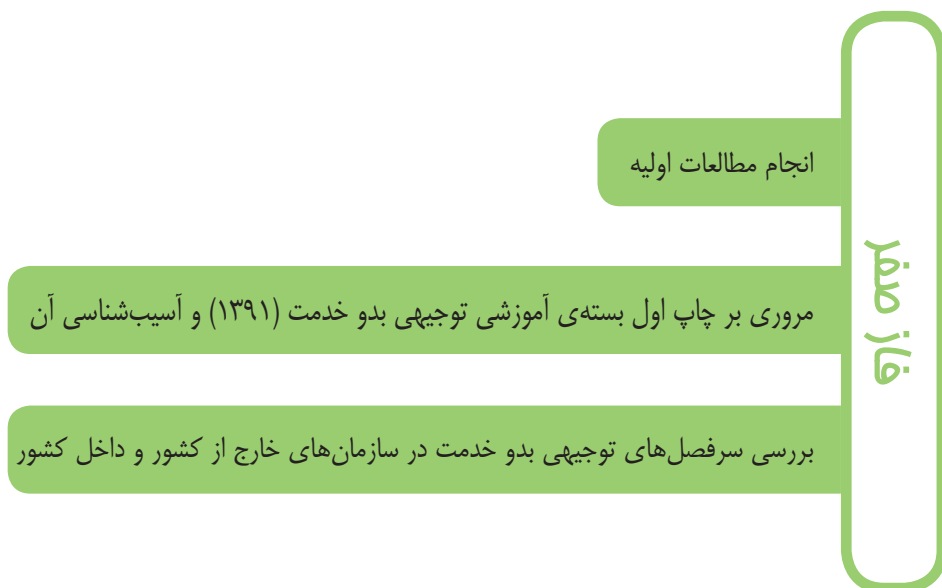 فاز صفر
انجام مطالعات اولیه
مروری بر چاپ اول بسته‌ی آموزشی توجیهی بدو خدمت (۱۳۹۱) و آسیب‌شناسی آن
بررسی سرفصل‌های توجیهی بدو خدمت در سازمان‌های خارج از کشور و داخل کشور